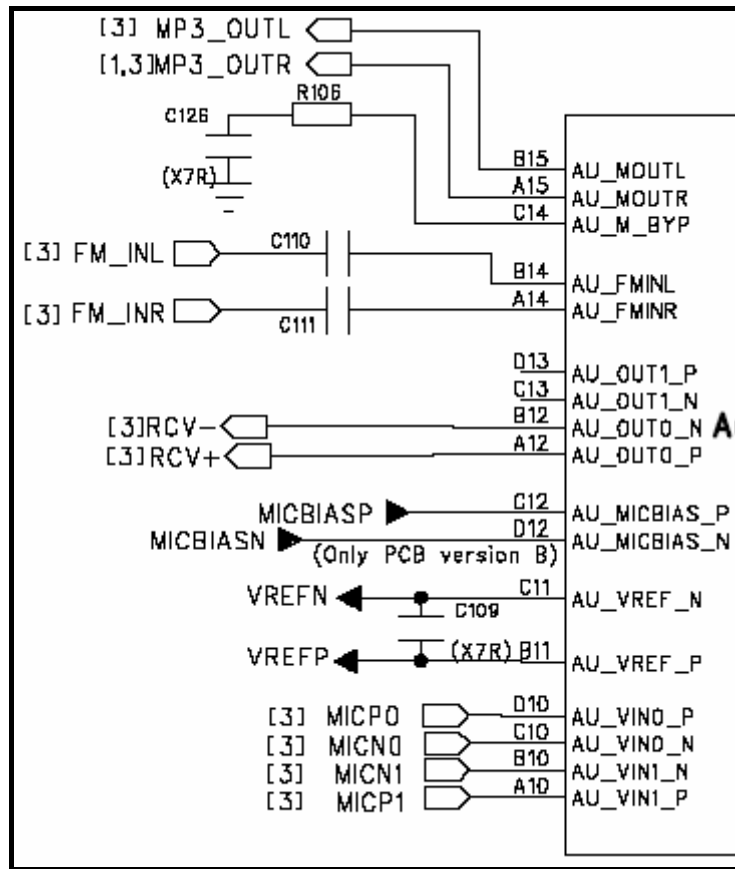 [3] MP3_OUTL
[1,3]MP3_OUTR
R106
C126
(X7R)
B15 AU_MOUTL
A15 AU_MOUTR
C14 AU_M_BYP
[3] FM_INL C110
B14 AU_FMINL
[3] FM_INR C111
A14 AU_FMINR
D13 AU_OUT1_P
C13 AU_OUT1_N
[3]RCV- B12 AU_OUT0_N A
[3]RCV+ A12 AU_OUT0_P
MICBIASP C12 AU_MICBIAS_P
MICBIASN D12 AU_MICBIAS_N
(Only PCB version B)
VREFN C11 AU_VREF_N
C109
VREFP (X7R) B11 AU_VREF_P
[3] MICP0 D10 AU_VIN0_P
[3] MICN0 C10 AU_VIN0_N
[3] MICN1 B10 AU_VIN1_N
[3] MICP1 A10 AU_VIN1_P